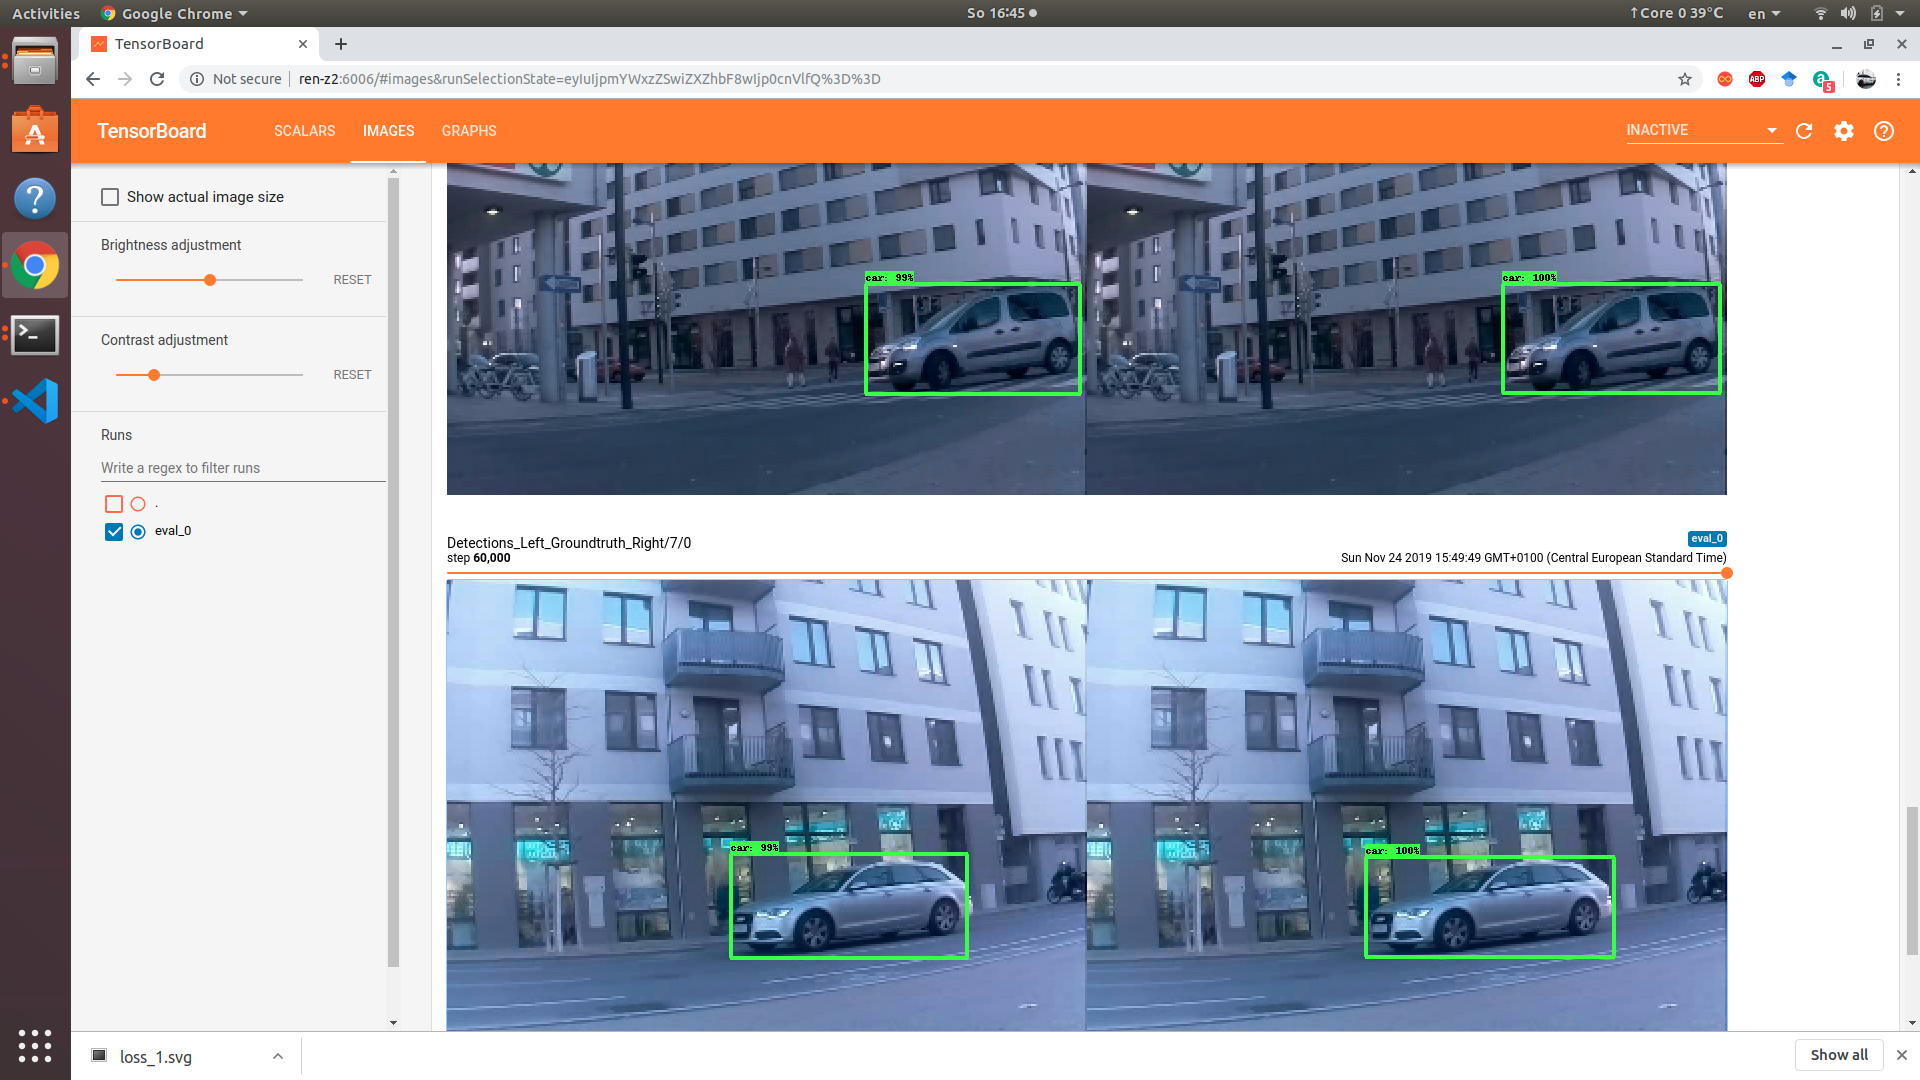 Activities Google Chrome So 16:45 ↑Core 0 39°C en
TensorBoard
Not secure ren-z2:6006/#images&runSelectionState=eyIuIjpmYWxzZSwiZXZhbF8wIjp0cnVlfQ%3D%3D ABP a 5
TensorBoard SCALARS IMAGES GRAPHS INACTIVE
Show actual image size
Brightness adjustment
RESET
Contrast adjustment
RESET
Runs
Write a regex to filter runs
.
eval_0
car: 99% car: 100%
Detections_Left_Groundtruth_Right/7/0 eval_0
step 60,000 Sun Nov 24 2019 15:49:49 GMT+0100 (Central European Standard Time)
car: 99% car: 100%
loss_1.svg Show all